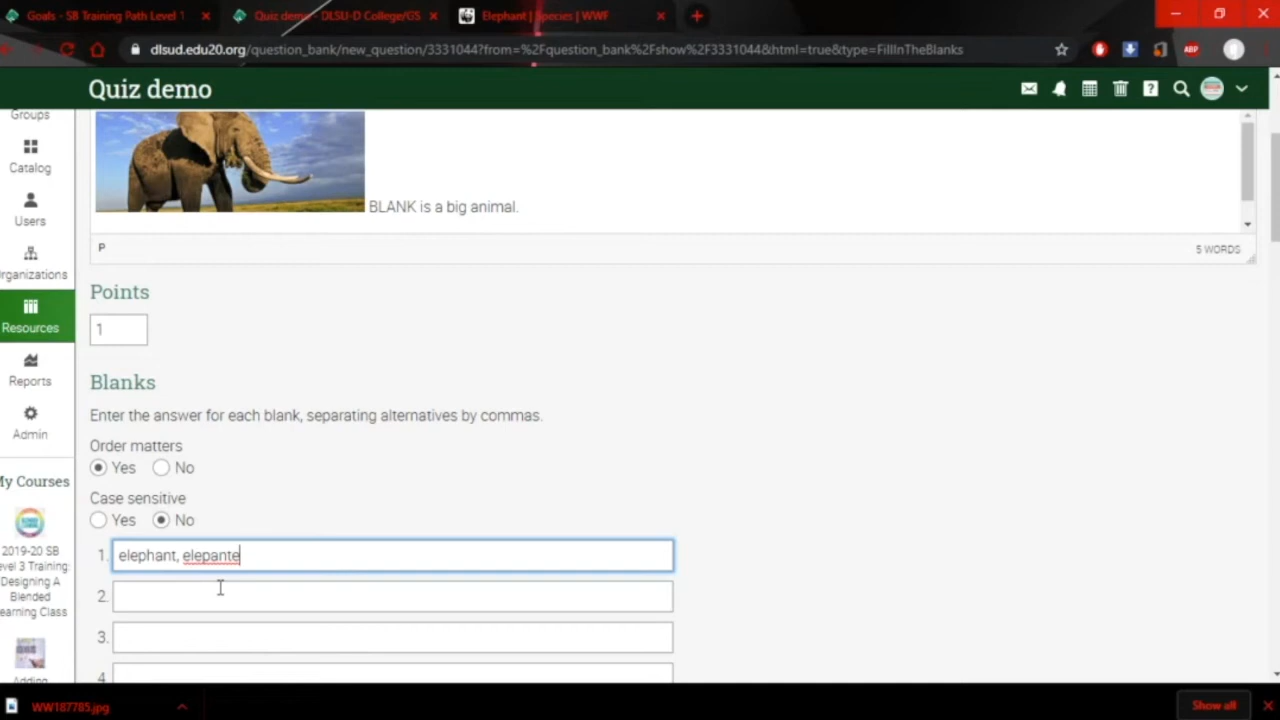 Goals - SB Training Path Level 1
Quiz demo - DLSU-D College/GS
Elephant | Species | WWF
dlsud.edu20.org/question_bank/new_question/3331044?from=%2Fquestion_bank%2Fshow%2F3331044&html=true&type=FillInTheBlanks
ABP
Quiz demo
Groups
Catalog
Users
Organizations
Resources
Reports
Admin
My Courses
2019-20 SB
Level 3 Training:
Designing A
Blended
Learning Class
Adding
BLANK is a big animal.
P
5 WORDS
Points
1
Blanks
Enter the answer for each blank, separating alternatives by commas.
Order matters
Yes No
Case sensitive
Yes No
1. elephant, elepante
2.
3.
4
WW187785.jpg
Show all